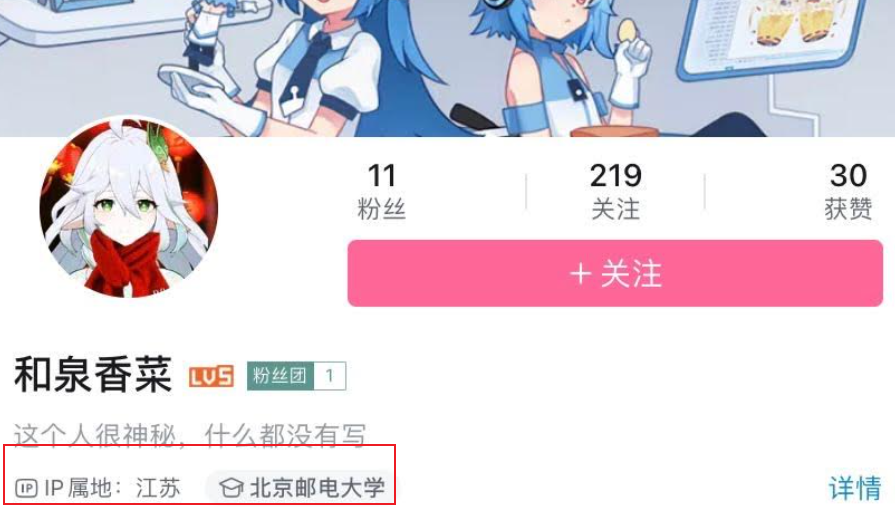 11
粉丝
219
关注
30
获赞
+ 关注
和泉香菜 LV5 粉丝团 1
这个人很神秘，什么都没有写
IP IP属地：江苏 北京邮电大学 详情